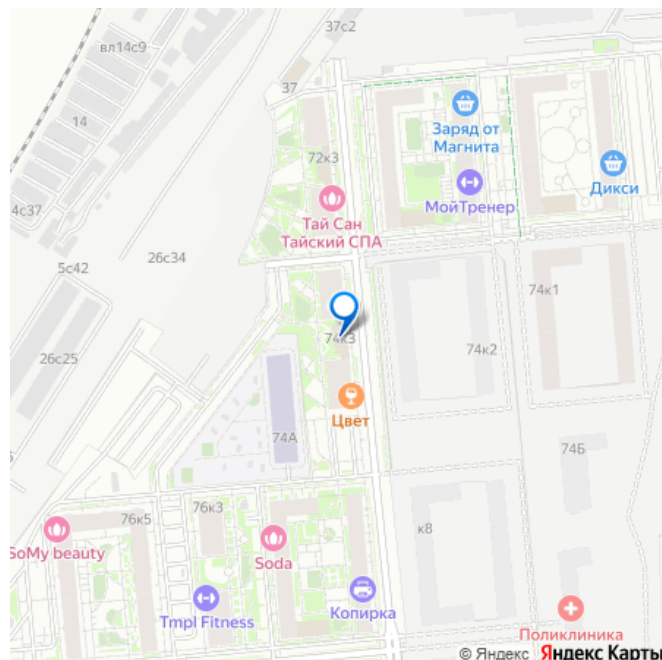 37с2
вл14с9
37
14
Заряд от
Магнита
72к3
Дикси
МойТренер
4с37
Тай Сан
Тайский СПА
26с34
5с42
74к1
74к3
74к2
26с25
Цвет
74А
74Б
76к5
76к3
к8
SoMy beauty
Soda
Tmpl Fitness
Копирка
Поликлиника
© Яндекс Яндекс Карты